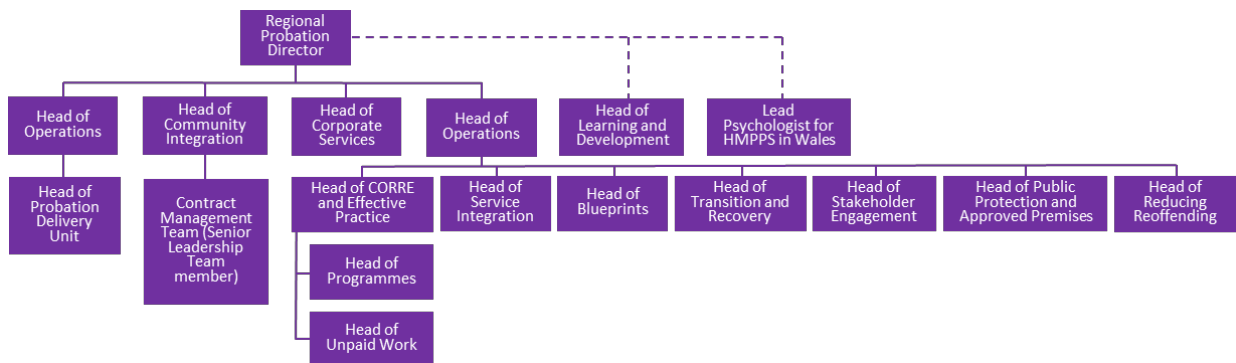 Regional
Probation
Director
Head of
Operations
Head of
Community
Integration
Head of
Corporate
Services
Head of
Operations
Head of
Learning and
Development
Lead
Psychologist for
HMPPS in Wales
Head of
Probation
Delivery
Unit
Contract
Management
Team (Senior
Leadership
Team
member)
Head of CORRE
and Effective
Practice
Head of
Service
Integration
Head of
Blueprints
Head of
Transition and
Recovery
Head of
Stakeholder
Engagement
Head of Public
Protection and
Approved Premises
Head of
Reducing
Reoffending
Head of
Programmes
Head of
Unpaid Work